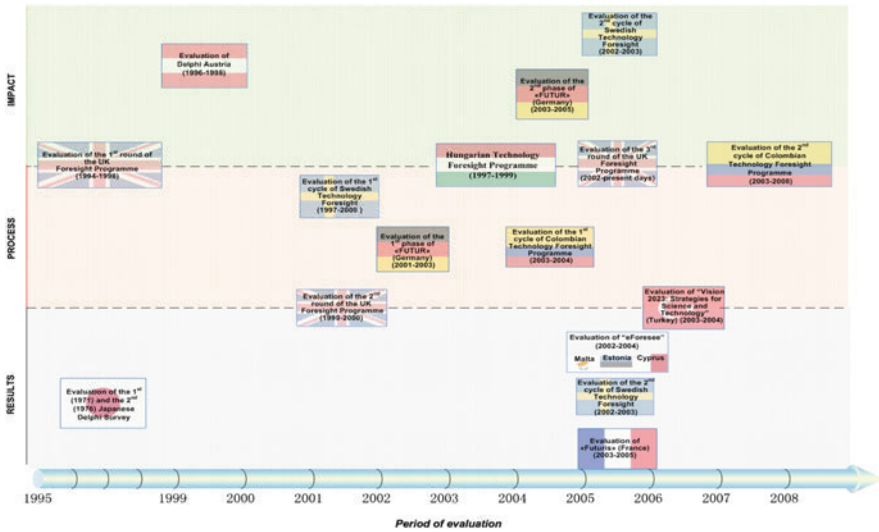 IMPACT
Evaluation of
Delphi Austria
(1996-1998)
Evaluation of the
2nd cycle of
Swedish
Technology
Foresight
(2002-2003)
Evaluation of the
2nd phase of
«FUTUR»
(Germany)
(2003-2005)
Evaluation of the 1st round of
the UK
Foresight Programme
(1994-1998)
Hungarian Technology
Foresight Programme
(1997-1999)
Evaluation of the 3rd
round of the UK
Foresight
Programme
(2002-present days)
Evaluation of the 2nd
cycle of Colombian
Technology Foresight
Programme
(2003-2008)
PROCESS
Evaluation of the 1st
cycle of Swedish
Technology
Foresight
(1997-2000 )
Evaluation of the
1st phase of
«FUTUR»
(Germany)
(2001-2003)
Evaluation of the 1st
cycle of Colombian
Technology Foresight
Programme
(2003-2004)
Evaluation of the 2nd
round of the UK
Foresight Programme
Evaluation of "Vision
2023: Strategies for
Science and
Technology"
(Turkey) (2003-2004)
RESULTS
Evaluation of "eForesee"
(2002-2004)
Malta Estonia Cyprus
Evaluation of the 1st
(1971) and the 2nd
(1976) Japanese
Delphi Survey
Evaluation of the 2nd
cycle of Swedish
Technology
Foresight
(2002-2003)
Evaluation of
«Futuris» (France)
(2003-2005)
1995 1999 2000 2001 2002 2003 2004 2005 2006 2007 2008
Period of evaluation